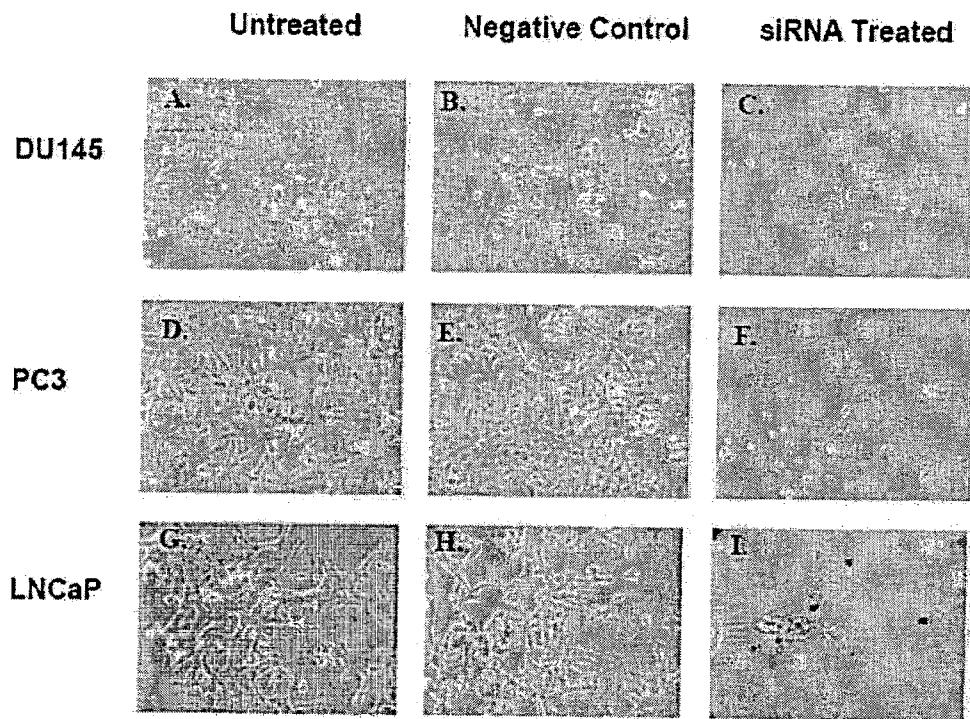 Untreated Negative Control siRNA Treated
A. B. C.
DU145
D. E. F.
PC3
G. H. I.
LNCaP